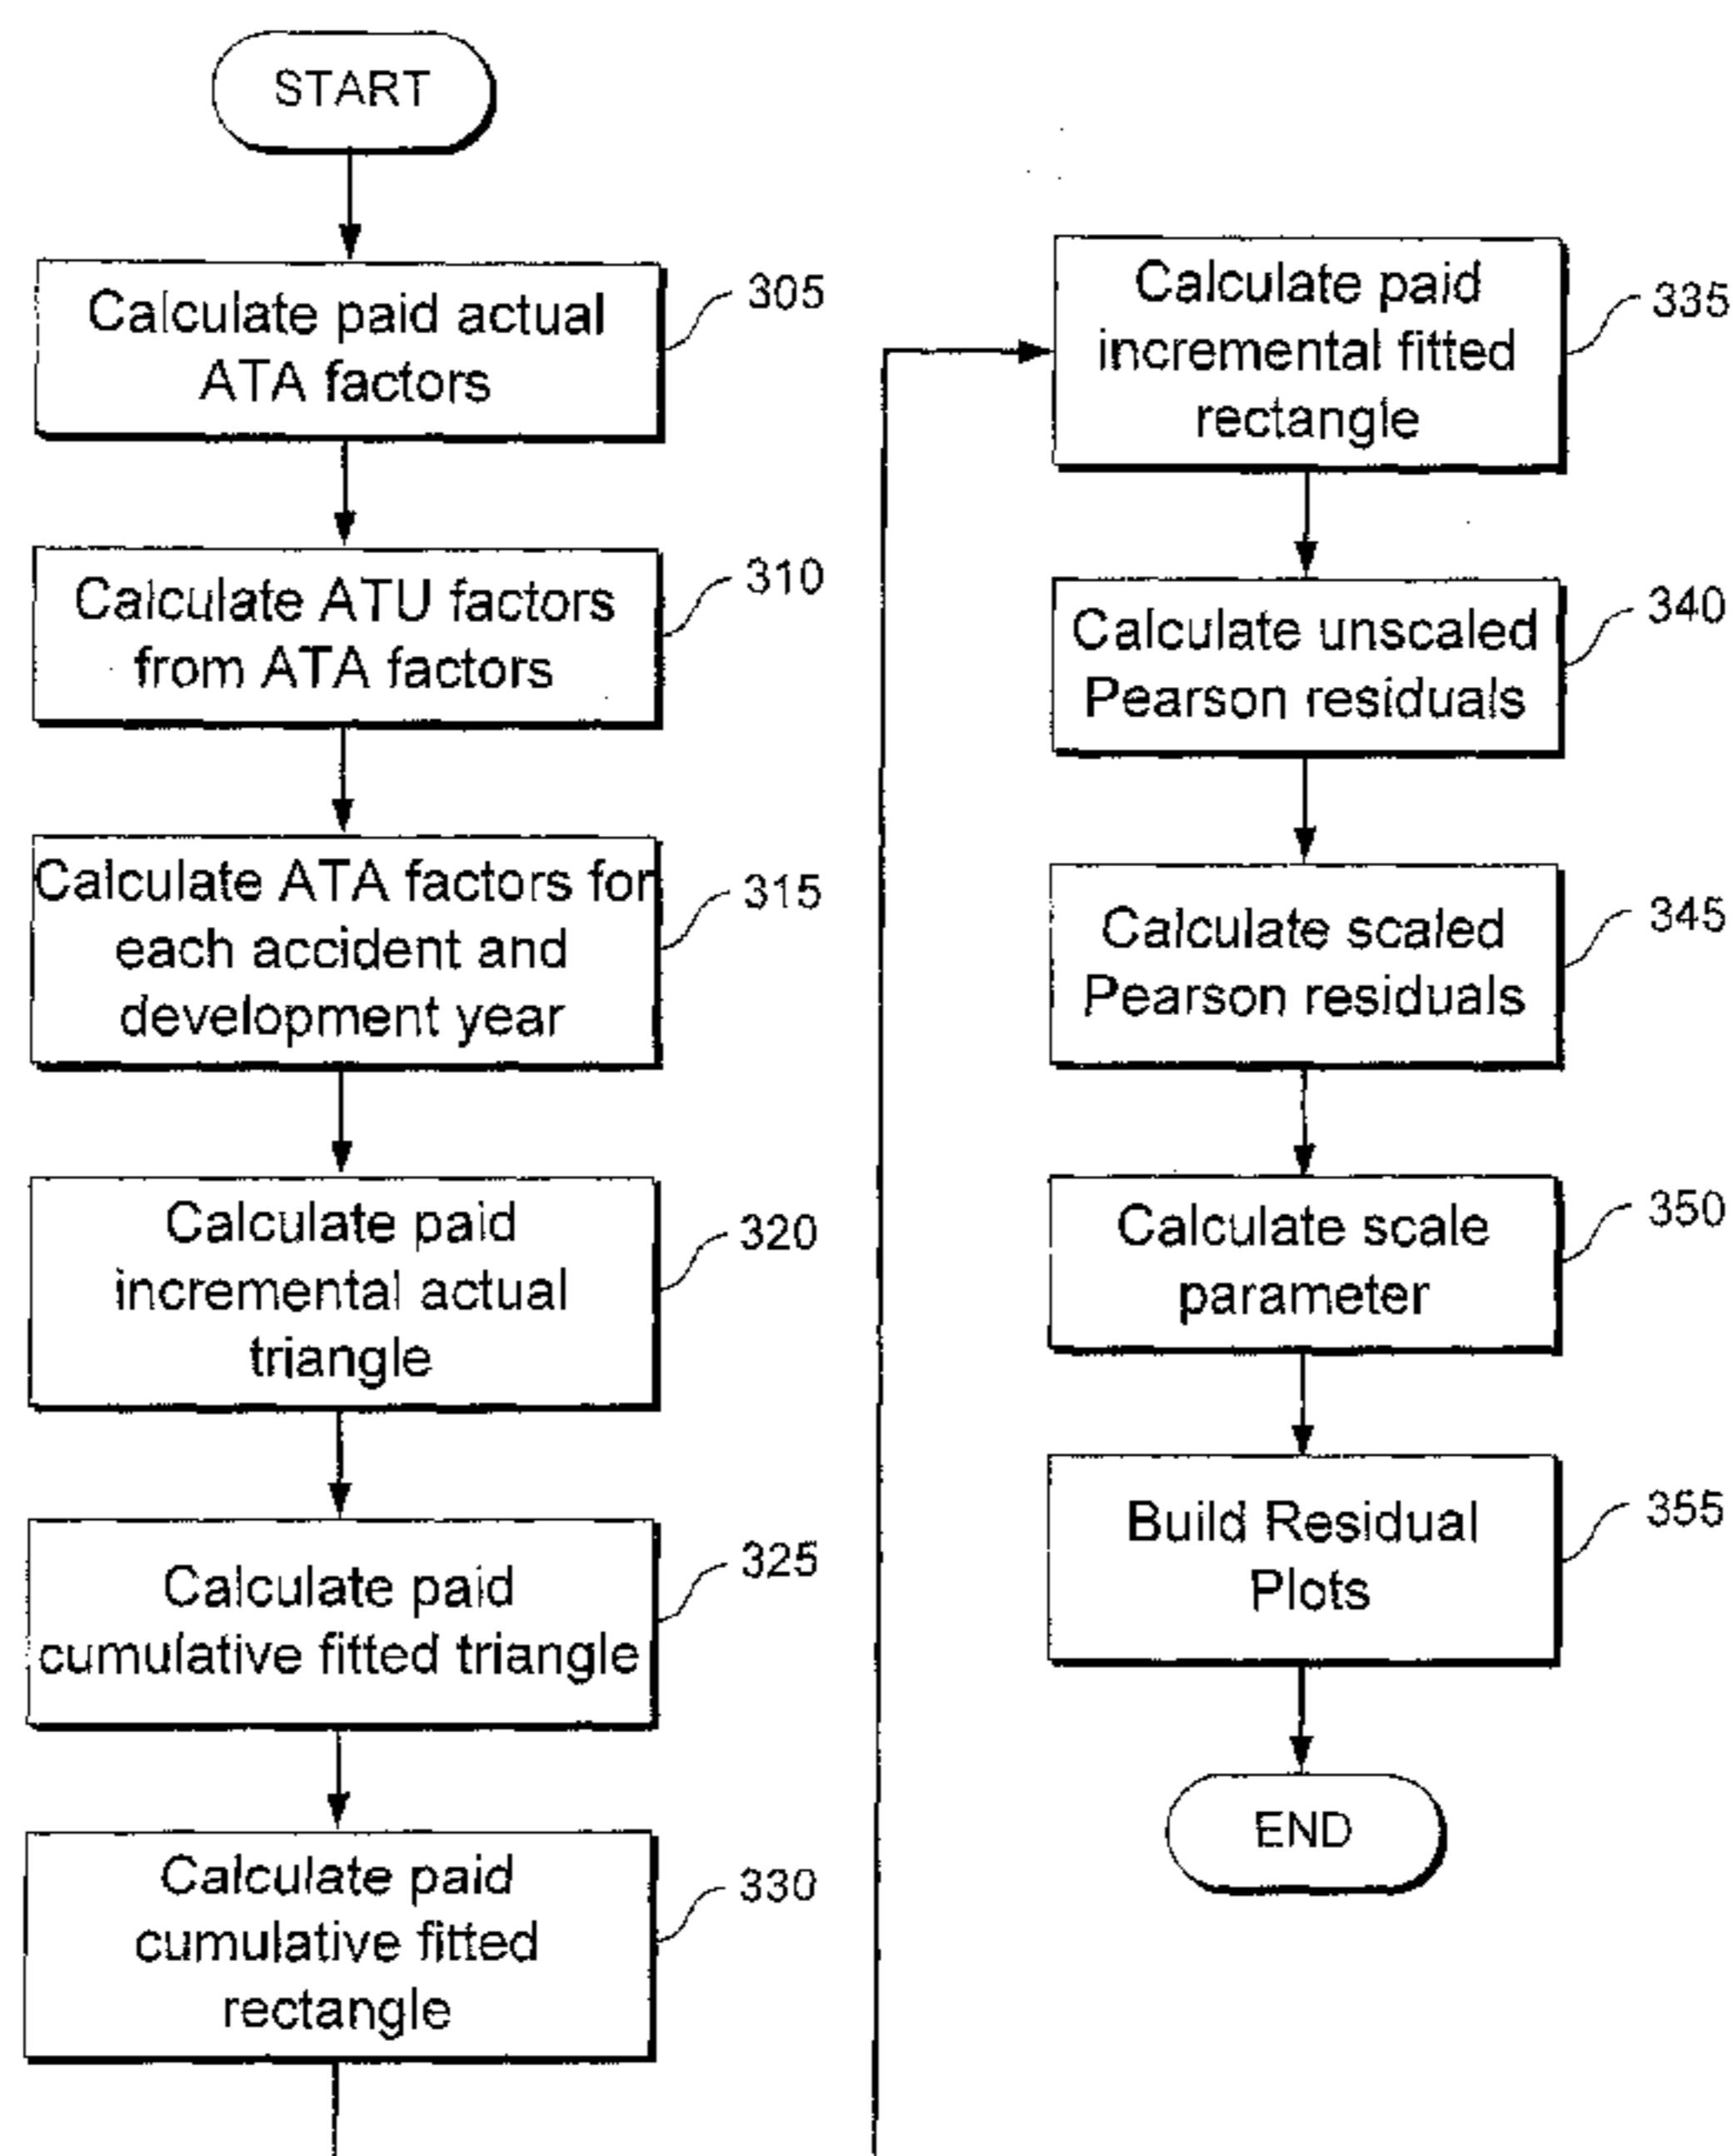 START
Calculate paid actual
ATA factors
305
Calculate ATU factors
from ATA factors
310
Calculate ATA factors for
each accident and
development year
315
Calculate paid
incremental actual
triangle
320
Calculate paid
cumulative fitted triangle
325
Calculate paid
cumulative fitted
rectangle
330
Calculate paid
incremental fitted
rectangle
335
Calculate unscaled
Pearson residuals
340
Calculate scaled
Pearson residuals
345
Calculate scale
parameter
350
Build Residual
Plots
355
END